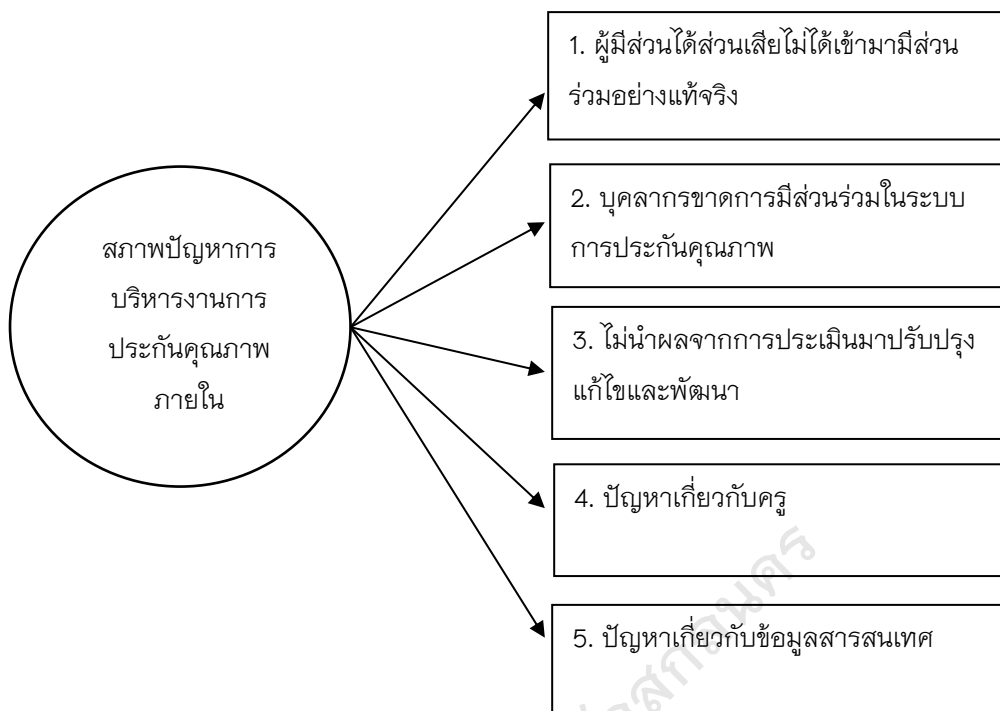 สภาพปัญหาการ
บริหารงานการ
ประกันคุณภาพ
ภายใน
1. ผู้มีส่วนได้ส่วนเสียไม่ได้เข้ามามีส่วน
ร่วมอย่างแท้จริง
2. บุคลากรขาดการมีส่วนร่วมในระบบ
การประกันคุณภาพ
3. ไม่นำผลจากการประเมินมาปรับปรุง
แก้ไขและพัฒนา
4. ปัญหาเกี่ยวกับครู
5. ปัญหาเกี่ยวกับข้อมูลสารสนเทศ